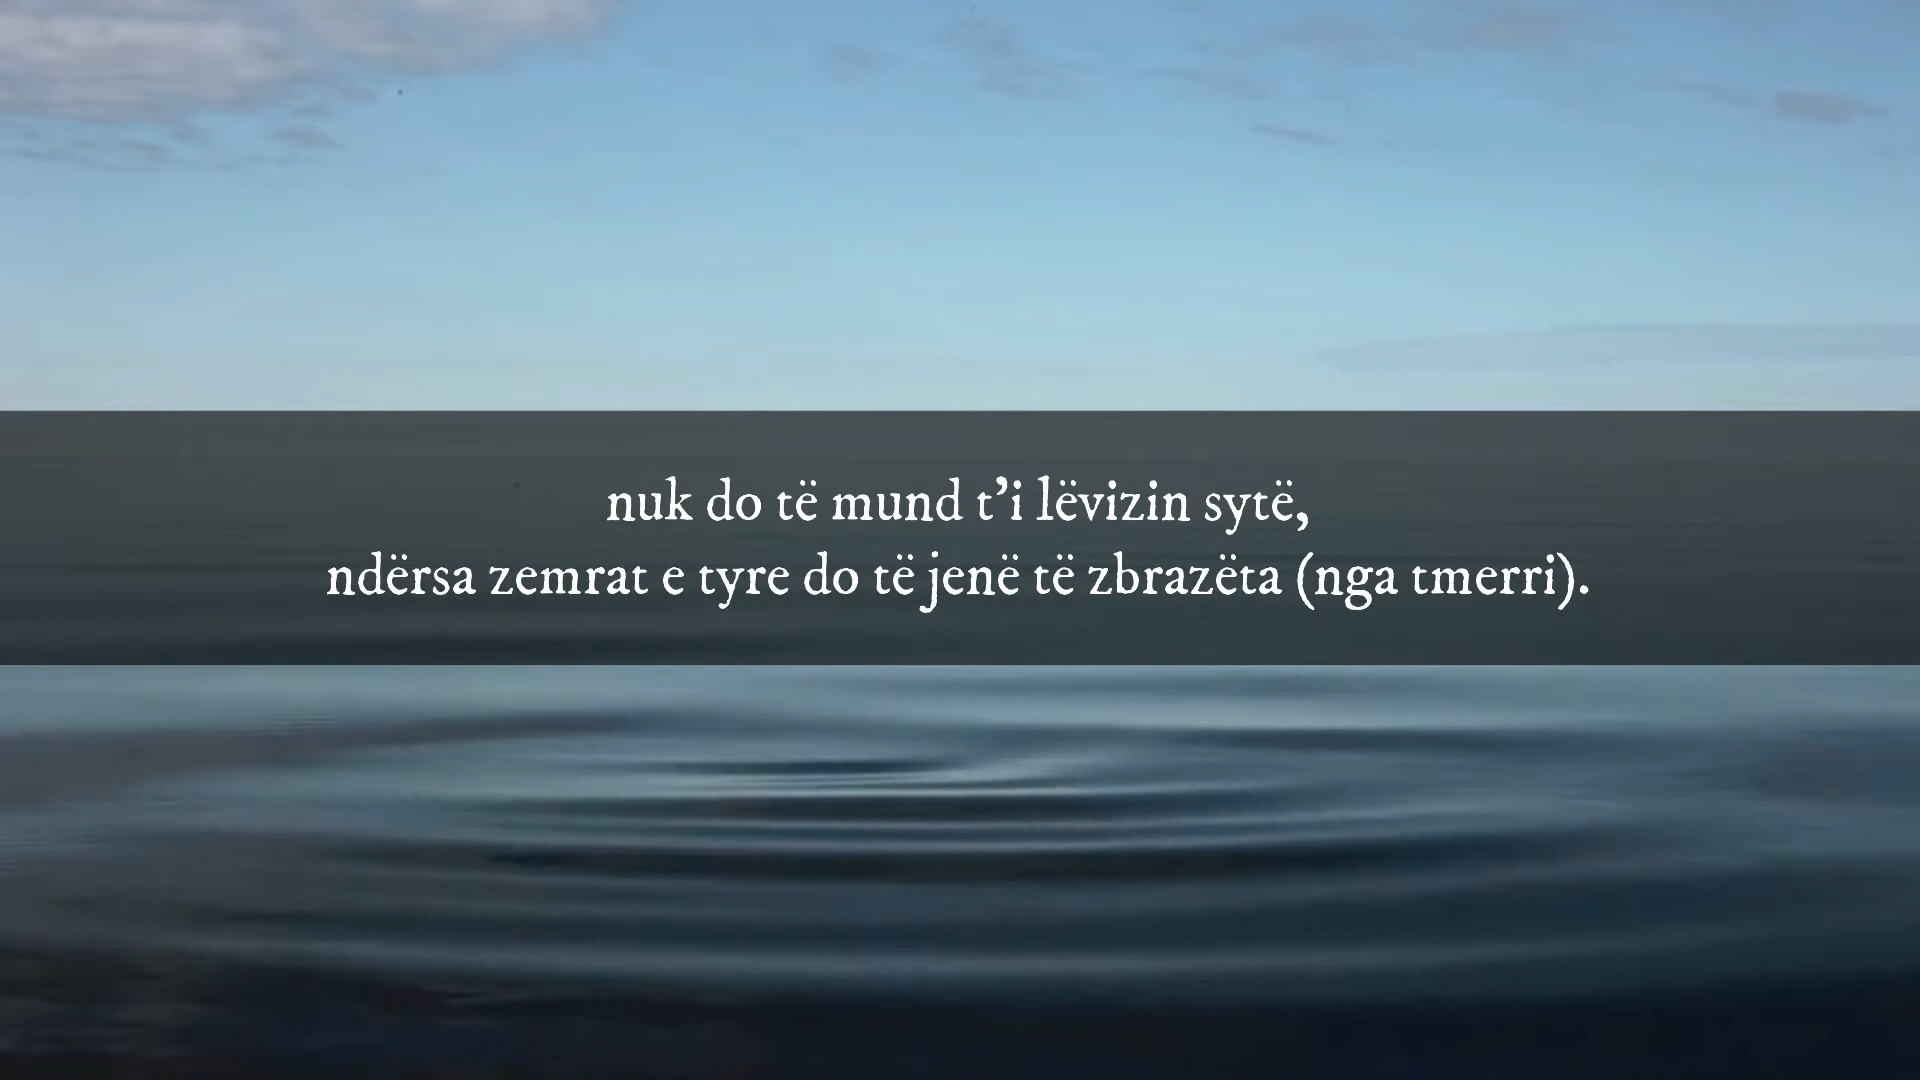 nuk do të mund t’i lëvizin sytë,
ndërsa zemrat e tyre do të jenë të zbrazëta (nga tmerri).